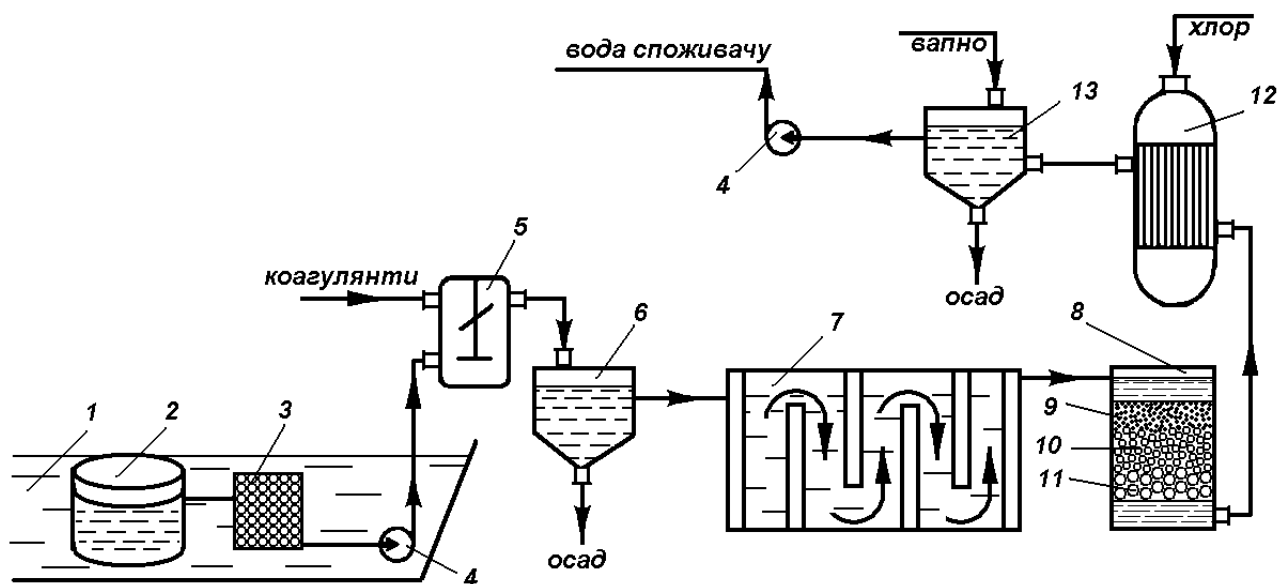 хлор
вапно
вода споживачу
13
12
4
5
коагулянти
осад
6
7
8
9
10
11
1
2
3
4
осад